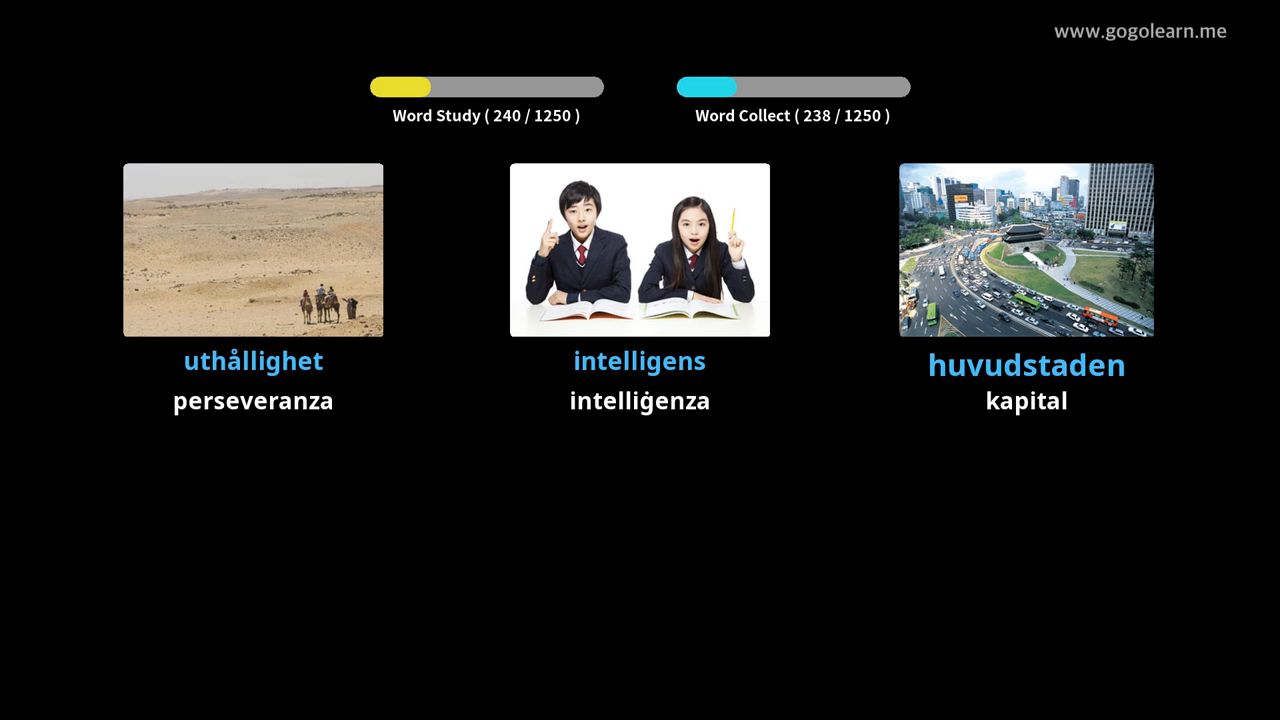 www.gogolearn.me
Word Study ( 240 / 1250 )
Word Collect ( 238 / 1250 )
uthållighet
intelligens
huvudstaden
perseveranza
intelliġenza
kapital